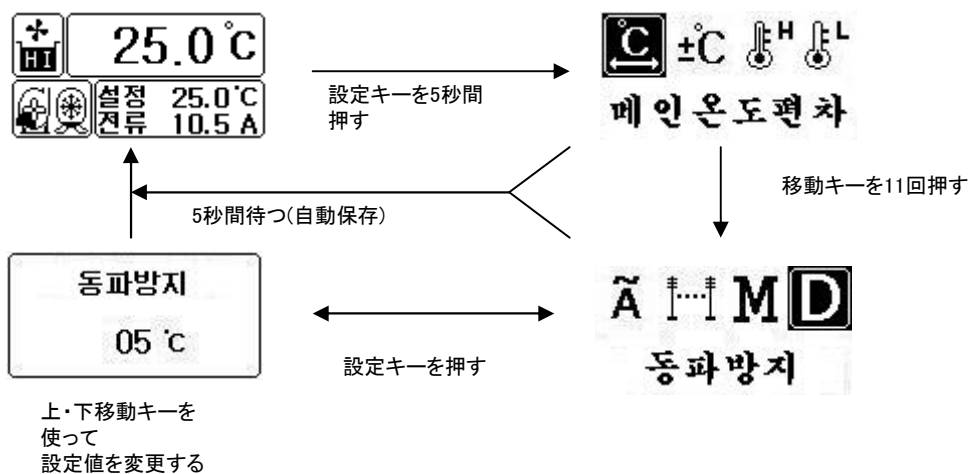 HI
25.0℃
설정 25.0℃
전류 10.5 A
設定キーを5秒間
押す
℃ ±℃ H L
메인온도편차
移動キーを11回押す
5秒間待つ(自動保存)
동파방지
05 ℃
設定キーを押す
Ã M D
동파방지
上・下移動キーを
使って
設定値を変更する